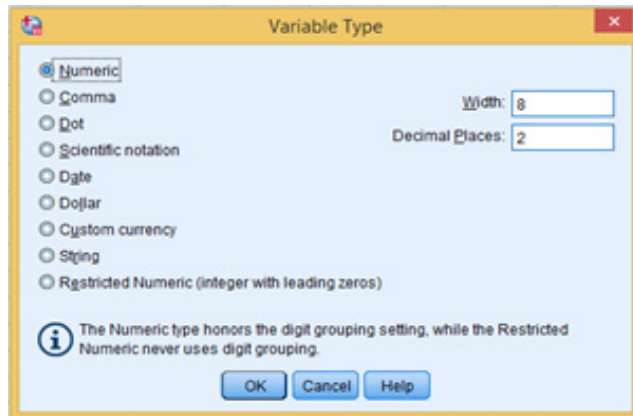 Variable Type
Numeric
Comma
Dot
Scientific notation
Date
Dollar
Custom currency
String
Restricted Numeric (integer with leading zeros)
Width: 8
Decimal Places: 2
The Numeric type honors the digit grouping setting, while the Restricted
Numeric never uses digit grouping.
OK Cancel Help